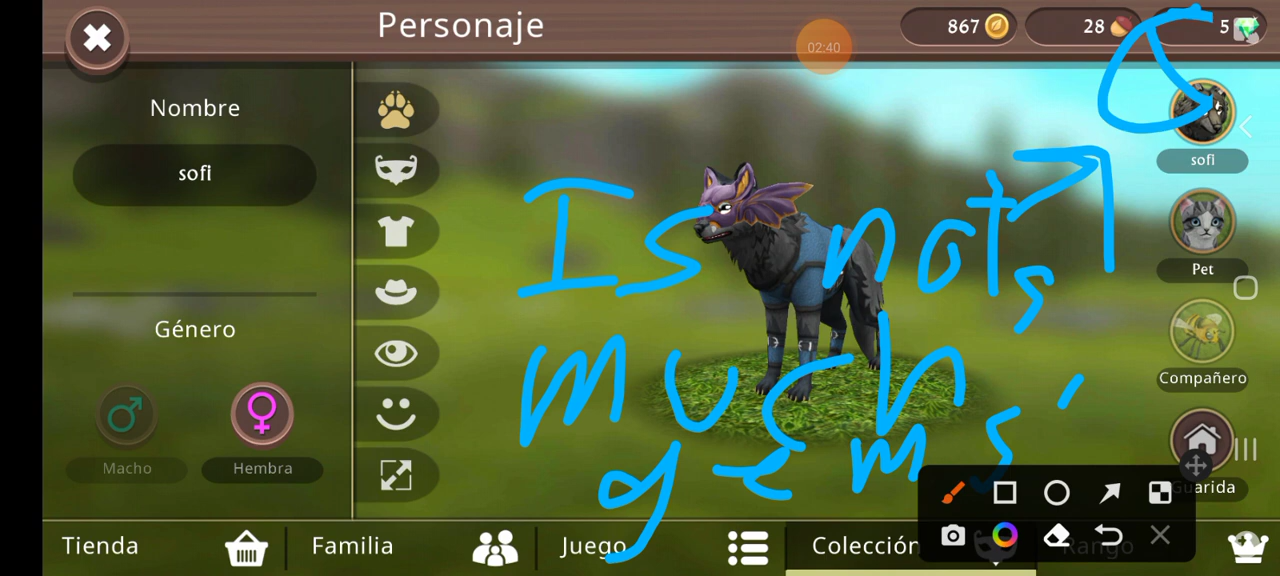 Personaje
02:40
867
28
5
Nombre
sofi
Género
Macho
Hembra
sofi
Pet
Compañero
Is nots
much
gems
Tienda
Familia
Juego
Colección
Rango